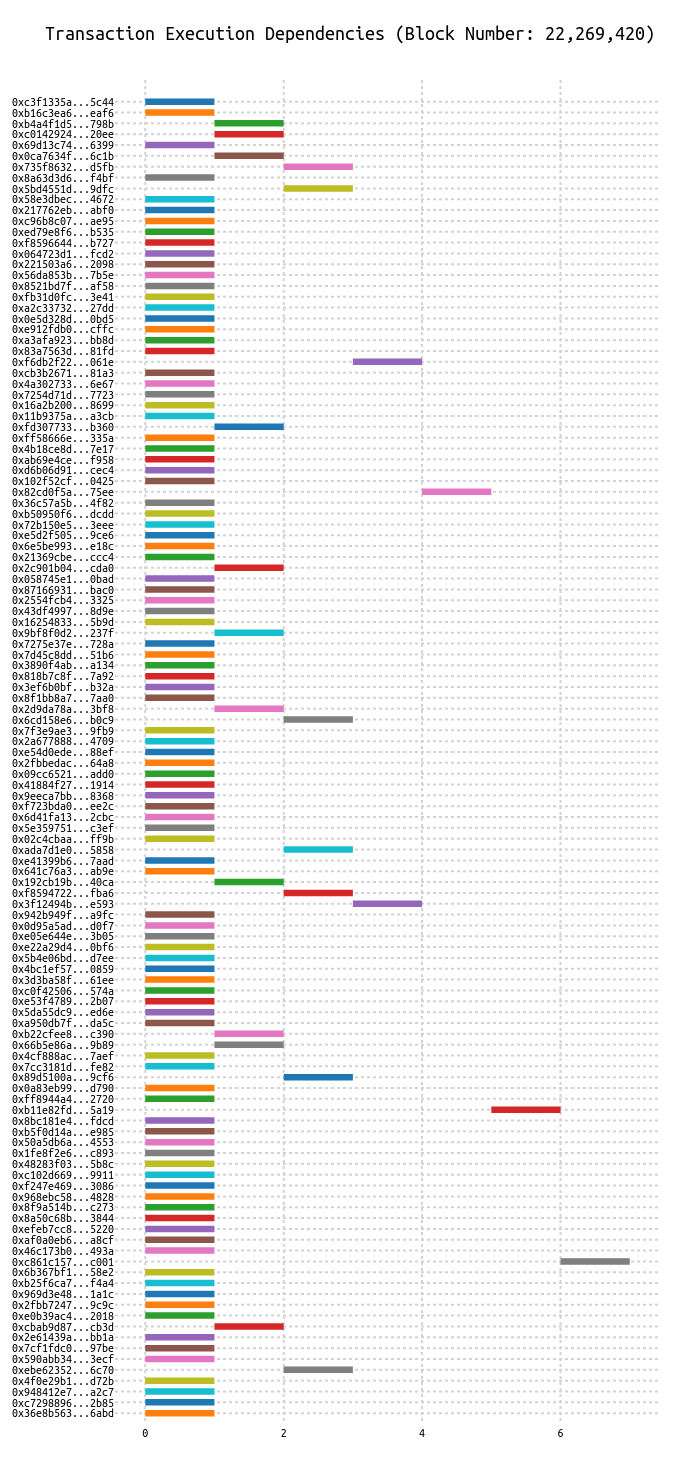 Transaction Execution Dependencies (Block Number: 22,269,420)
0xc3f1335a...5c44
0xb16c3ea6...eaf6
0xb4a4f1d5...798b
0xc0142924...20ee
0x69d13c74...6399
0x0ca7634f...6c1b
0x735f8632...d5fb
0x8a63d3d6...f4bf
0x5bd4551d...9dfc
0x58e3dbec...4672
0x217762eb...abf0
0xc96b8c07...ae95
0xed79e8f6...b535
0xf8596644...b727
0x064723d1...fcd2
0x221503a6...2098
0x56da853b...7b5e
0x8521bd7f...af58
0xfb31d0fc...3e41
0xa2c33732...27dd
0x0e5d328d...0bd5
0xe912fdb0...cffc
0xa3afa923...bb8d
0x83a7563d...81fd
0xf6db2f22...061e
0xcb3b2671...81a3
0x4a302733...6e67
0x7254d71d...7723
0x16a2b200...8699
0x11b9375a...a3cb
0xfd307733...b360
0xff58666e...335a
0x4b18ce8d...7e17
0xab69e4ce...f958
0xd6b06d91...cec4
0x102f52cf...0425
0x82cd0f5a...75ee
0x36c57a5b...4f82
0xb50950f6...dcdd
0x72b150e5...3eee
0xe5d2f505...9ce6
0x6e5be993...e18c
0x21369cbe...ccc4
0x2c901b04...cda0
0x058745e1...0bad
0x87166931...bac0
0x2554fcb4...3325
0x43df4997...8d9e
0x16254833...5b9d
0x9bf8f0d2...237f
0x7275e37e...728a
0x7d45c8dd...51b6
0x3890f4ab...a134
0x818b7c8f...7a92
0x3ef6b0bf...b32a
0x8f1bb8a7...7aa0
0x2d9da78a...3bf8
0x6cd158e6...b0c9
0x7f3e9ae3...9fb9
0x2a677888...4709
0xe54d0ede...88ef
0x2fbbedac...64a8
0x09cc6521...add0
0x41884f27...1914
0x9eeca7bb...8368
0xf723bda0...ee2c
0x6d41fa13...2cbc
0x5e359751...c3ef
0x02c4cbaa...ff9b
0xada7d1e0...5858
0xe41399b6...7aad
0x641c76a3...ab9e
0x192cb19b...40ca
0xf8594722...fba6
0x3f12494b...e593
0x942b949f...a9fc
0x0d95a5ad...d0f7
0xe05e644e...3b05
0xe22a29d4...0bf6
0x5b4e06bd...d7ee
0x4bc1ef57...0859
0x3d3ba58f...61ee
0xc0f42506...574a
0xe53f4789...2b07
0x5da55dc9...ed6e
0xa950db7f...da5c
0xb22cfee8...c390
0x66b5e86a...9b89
0x4cf888ac...7aef
0x7cc3181d...fe82
0x89d5100a...9cf6
0x0a83eb99...d790
0xff8944a4...2720
0xb11e82fd...5a19
0x8bc181e4...fdcd
0xb5f0d14a...e985
0x50a5db6a...4553
0x1fe8f2e6...c893
0x48283f03...5b8c
0xc102d669...9911
0xf247e469...3086
0x968ebc58...4828
0x8f9a514b...c273
0x8a50c68b...3844
0xefeb7cc8...5220
0xaf0a0eb6...a8cf
0x46c173b0...493a
0xc861c157...c001
0x6b367bf1...58e2
0xb25f6ca7...f4a4
0x969d3e48...1a1c
0x2fbb7247...9c9c
0xe0b39ac4...2018
0xcbab9d87...cb3d
0x2e61439a...bb1a
0x7cf1fdc0...97be
0x590abb34...3ecf
0xebe62352...6c70
0x4f0e29b1...d72b
0x948412e7...a2c7
0xc7298896...2b85
0x36e8b563...6abd
0 2 4 6